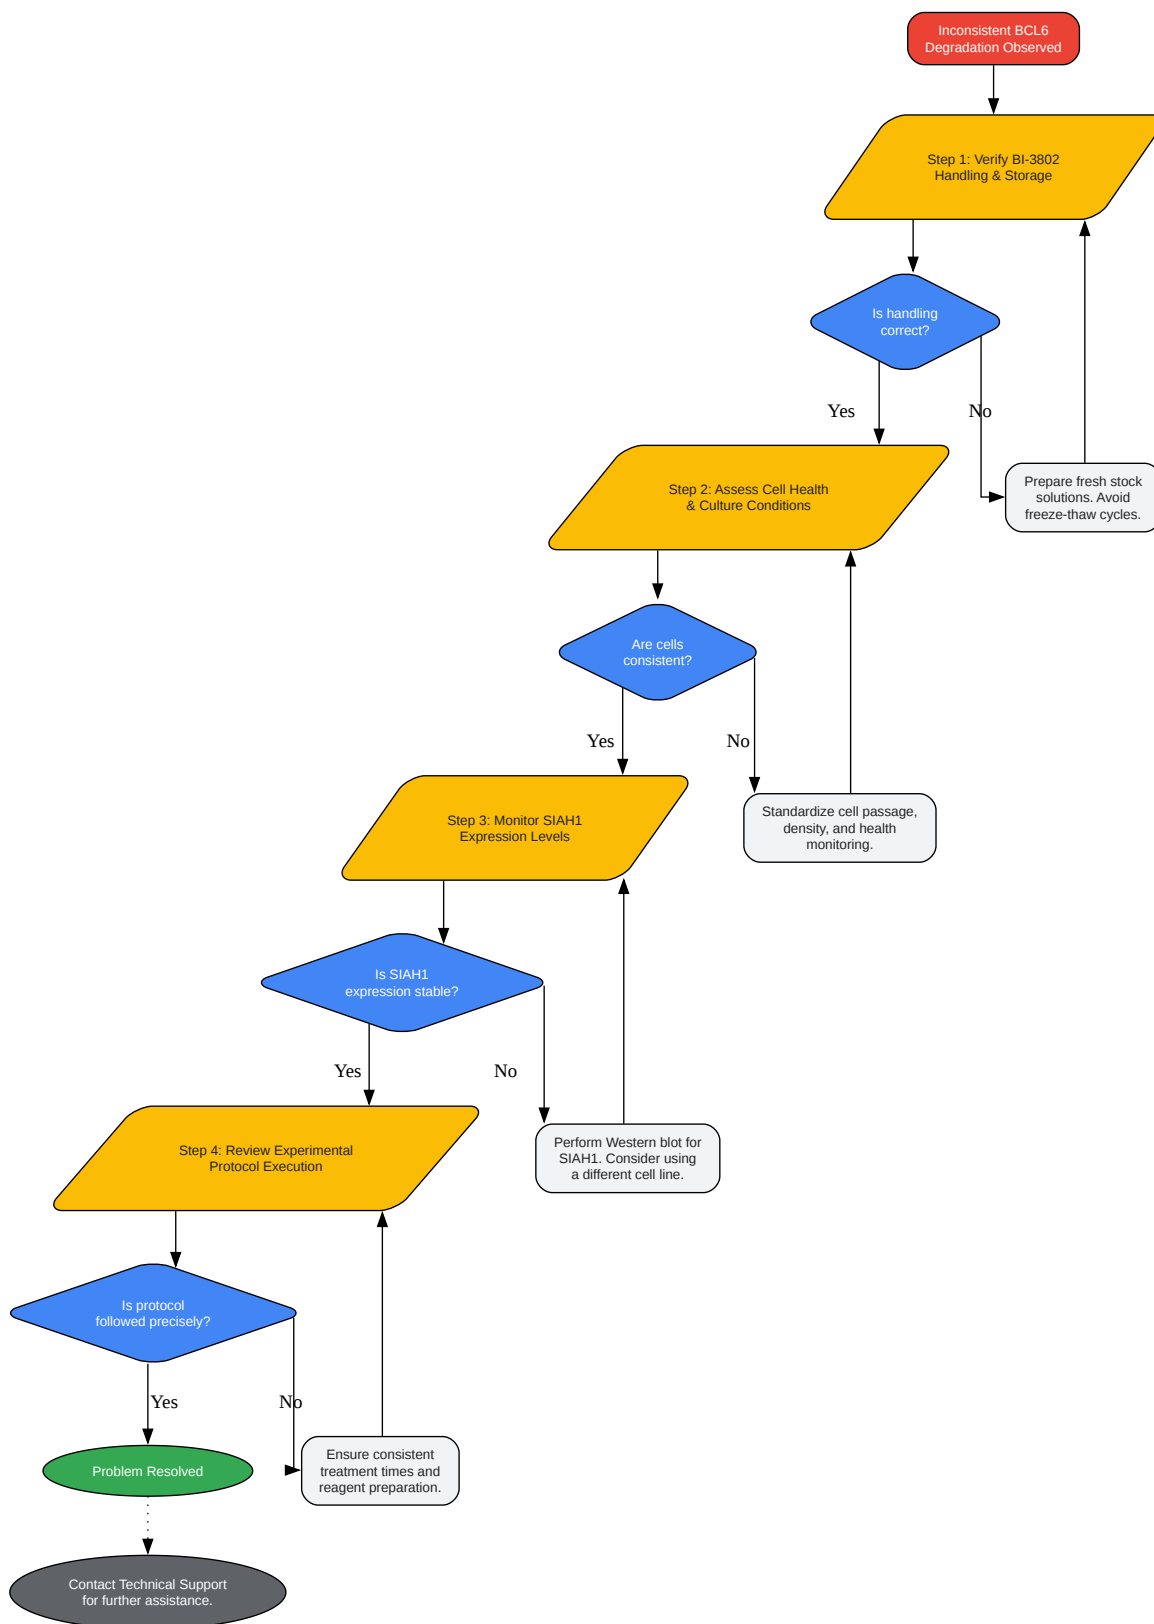 Inconsistent BCL6
Degradation Observed
Step 1: Verify BI-3802
Handling & Storage
Is handling
correct?
Yes
No
Prepare fresh stock
solutions. Avoid
freeze-thaw cycles.
Step 2: Assess Cell Health
& Culture Conditions
Are cells
consistent?
Yes
No
Standardize cell passage,
density, and health
monitoring.
Step 3: Monitor SIAH1
Expression Levels
Is SIAH1
expression stable?
Yes
No
Perform Western blot for
SIAH1. Consider using
a different cell line.
Step 4: Review Experimental
Protocol Execution
Is protocol
followed precisely?
Yes
No
Ensure consistent
treatment times and
reagent preparation.
Problem Resolved
Contact Technical Support
for further assistance.